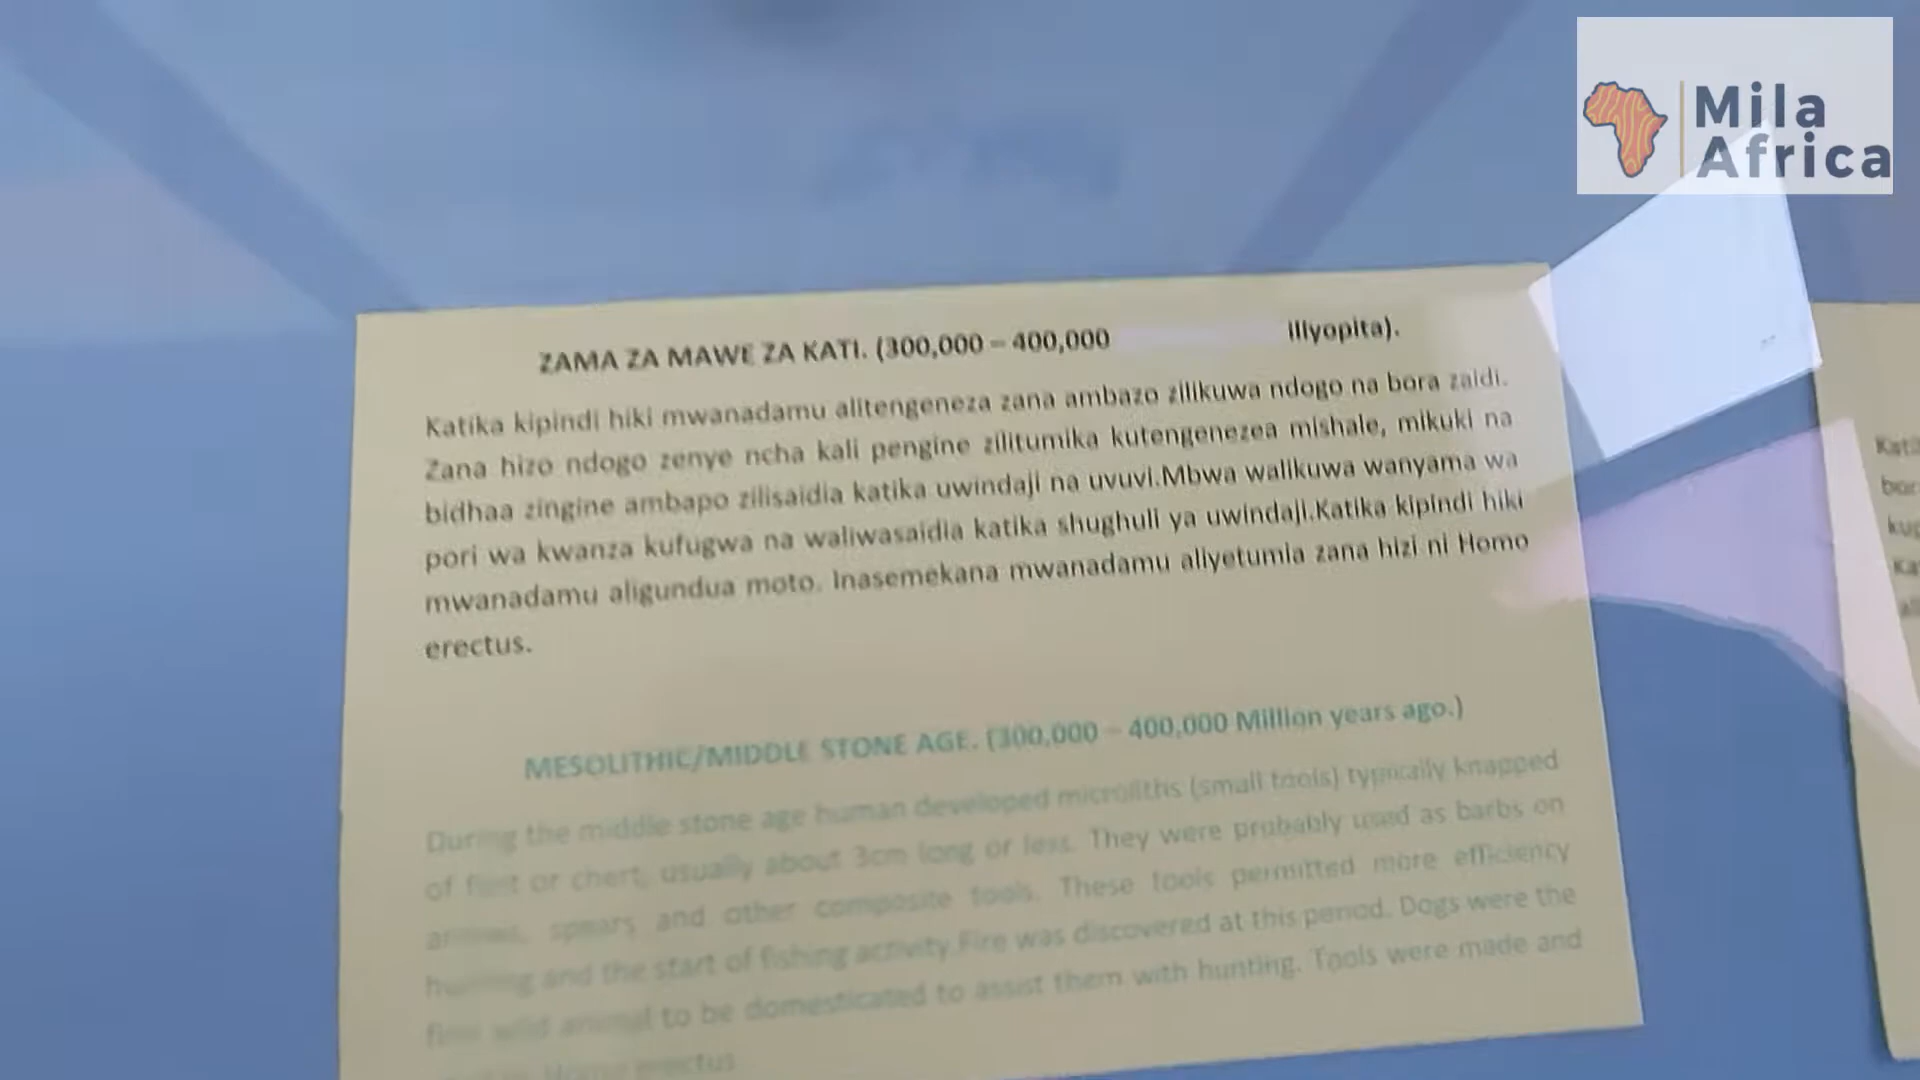 Mila
Africa
ZAMA ZA MAWE ZA KATI. (300,000 – 400,000 iliyopita).
Katika kipindi hiki mwanadamu alitengeneza zana ambazo zilikuwa ndogo na bora zaidi.
Zana hizo ndogo zenye ncha kali pengine zilitumika kutengenezea mishale, mikuki na
bidhaa zingine ambapo zilisaidia katika uwindaji na uvuvi.Mbwa walikuwa wanyama wa
pori wa kwanza kufugwa na waliwasaidia katika shughuli ya uwindaji.Katika kipindi hiki
mwanadamu aligundua moto. Inasemekana mwanadamu aliyetumia zana hizi ni Homo
erectus.
MESOLITHIC/MIDDLE STONE AGE. (300,000 – 400,000 Million years ago.)
During the middle stone age human developed microliths (small tools) typically knapped
of flint or chert, usually about 3cm long or less. They were probably used as barbs on
arrows, spears and other composite tools. These tools permitted more efficiency
hunting and the start of fishing activity.Fire was discovered at this period. Dogs were the
first wild animal to be domesticated to assist them with hunting. Tools were made and
Homo erectus